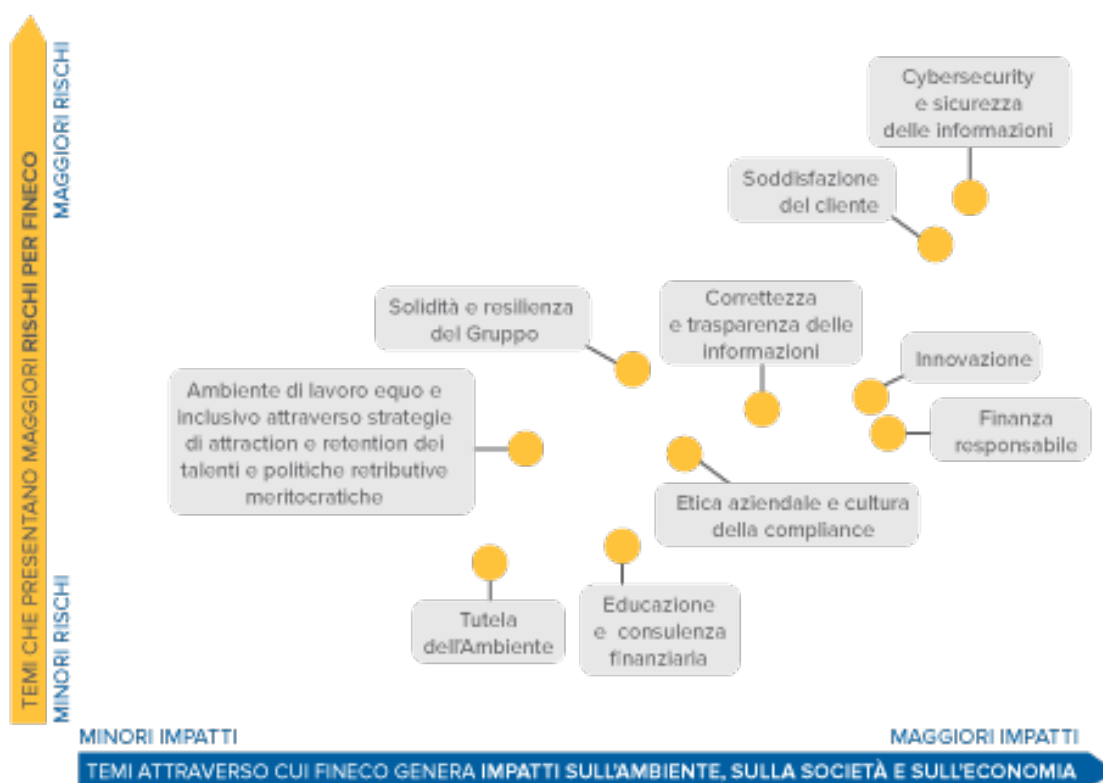 TEMI CHE PRESENTANO MAGGIORI RISCHI PER FINECO
MAGGIORI RISCHI
MINORI RISCHI
Cybersecurity
e sicurezza
delle informazioni
Soddisfazione
del cliente
Solidità e resilienza
del Gruppo
Correttezza
e trasparenza delle
informazioni
Innovazione
Finanza
responsabile
Ambiente di lavoro equo e
inclusivo attraverso strategie
di attraction e retention dei
talenti e politiche retributive
meritocratiche
Etica aziendale e cultura
della compliance
Tutela
dell'Ambiente
Educazione
e consulenza
finanziaria
MINORI IMPATTI
MAGGIORI IMPATTI
TEMI ATTRAVERSO CUI FINECO GENERA IMPATTI SULL'AMBIENTE, SULLA SOCIETÀ E SULL'ECONOMIA